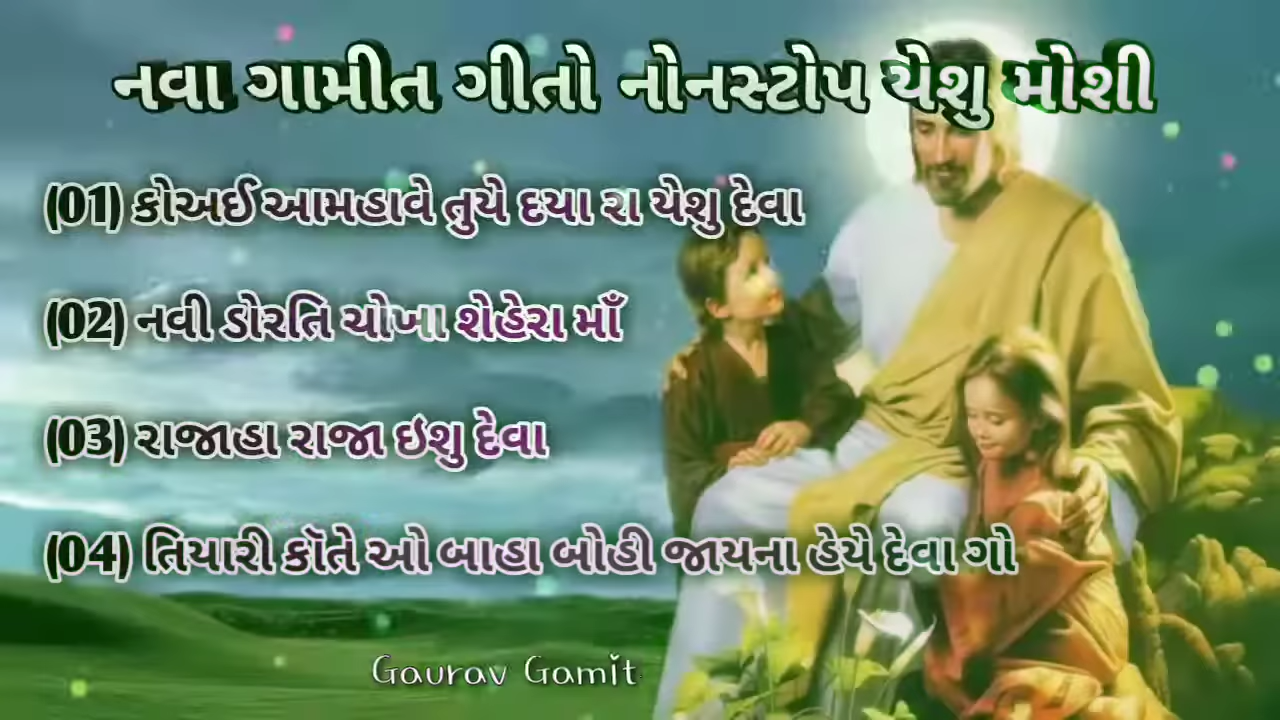 નવા ગામીત ગીતો નોનસ્ટોપ યેશુ મોશી
(01) કોઅઈ આમહાવે તુયે દયા રા યેશુ દેવા
(02) નવી ડોરતિ ચોખા શેહેરા માઁ
(03) રાજાહા રાજા ઇશુ દેવા
(04) તિયારી કૉતે ઓ બાહા બોહી જાયના હેયે દેવા ગો
Gaurav Gamit